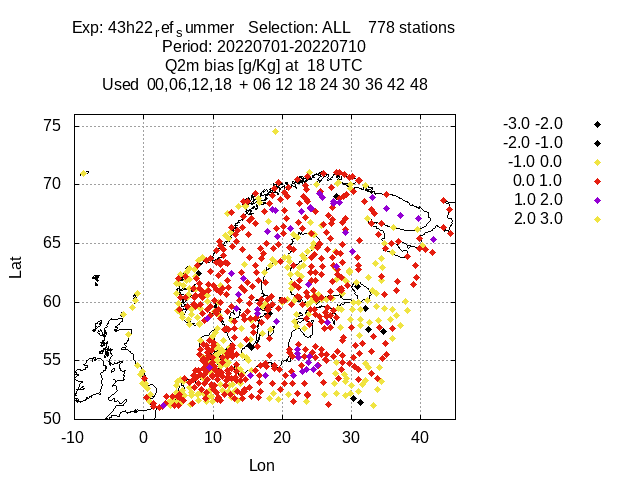 Exp: 43h22refsummer Selection: ALL 778 stations
Period: 20220701-20220710
Q2m bias [g/Kg] at 18 UTC
Used 00,06,12,18 + 06 12 18 24 30 36 42 48
-3.0 -2.0
-2.0 -1.0
-1.0 0.0
0.0 1.0
1.0 2.0
2.0 3.0
75
70
65
60
55
50
Lat
-10 0 10 20 30 40
Lon